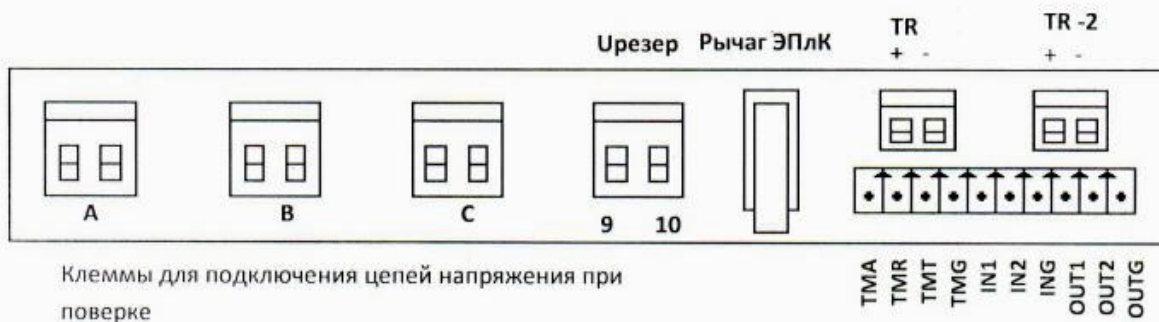 Uрезер Рычаг ЭПлК TR TR -2
+ - + -
A B C 9 10
TMA TMR TMT TMG IN1 IN2 ING OUT1 OUT2 OUTG
Клеммы для подключения цепей напряжения при
поверке